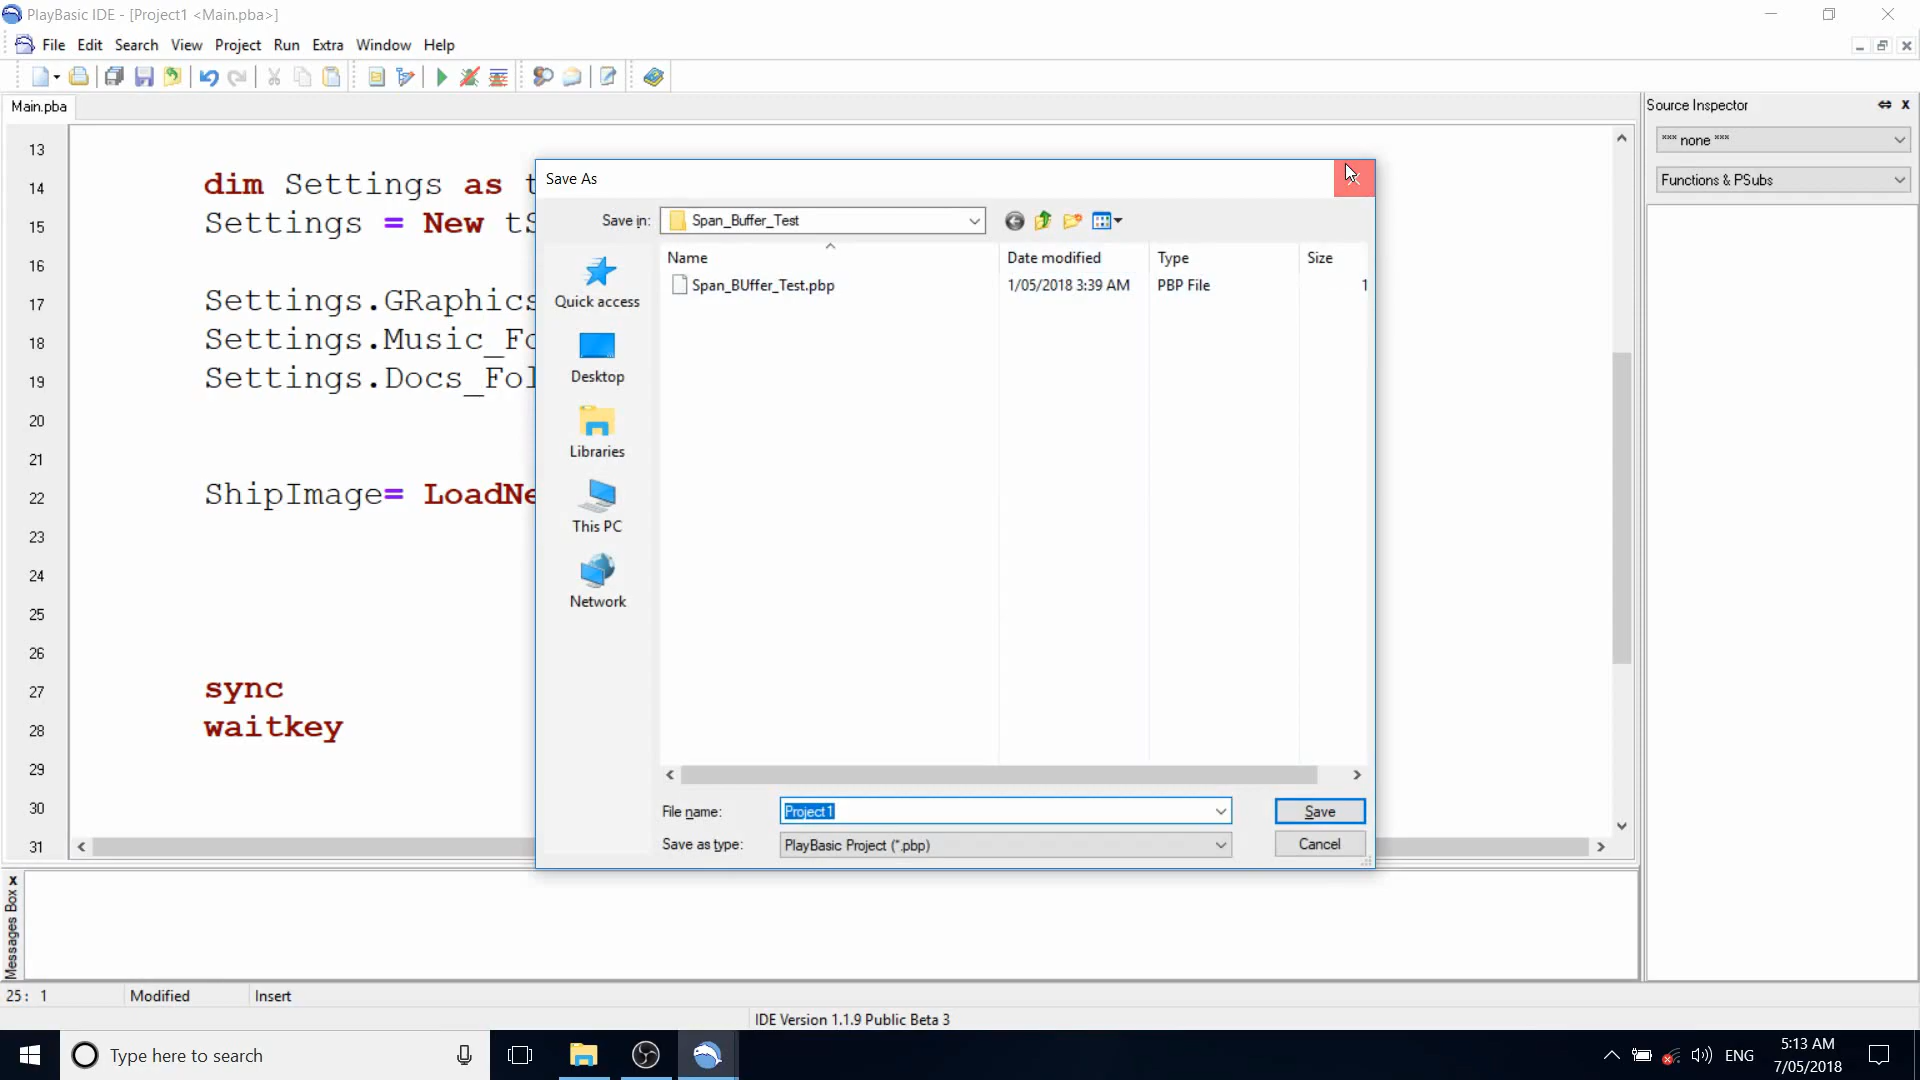 PlayBasic IDE - [Project1 <Main.pba>]
File Edit Search View Project Run Extra Window Help
Main.pba
Source Inspector
*** none ***
Functions & PSubs
13
14 dim Settings as
15 Settings = New
16
17 Settings.GRaphics
18 Settings.Music_
19 Settings.Docs_
20
21
22 ShipImage=
23
24
25
26
27 sync
28 waitkey
29
30
31
Save As
Save in: Span_Buffer_Test
Name Date modified Type Size
Span_BUffer_Test.pbp 1/05/2018 3:39 AM PBP File 1
Quick access
Desktop
Libraries
This PC
Network
File name: Project1 Save
Save as type: PlayBasic Project (*.pbp) Cancel
Messages Box
25: 1 Modified Insert
IDE Version 1.1.9 Public Beta 3
Type here to search
ENG
5:13 AM
7/05/2018